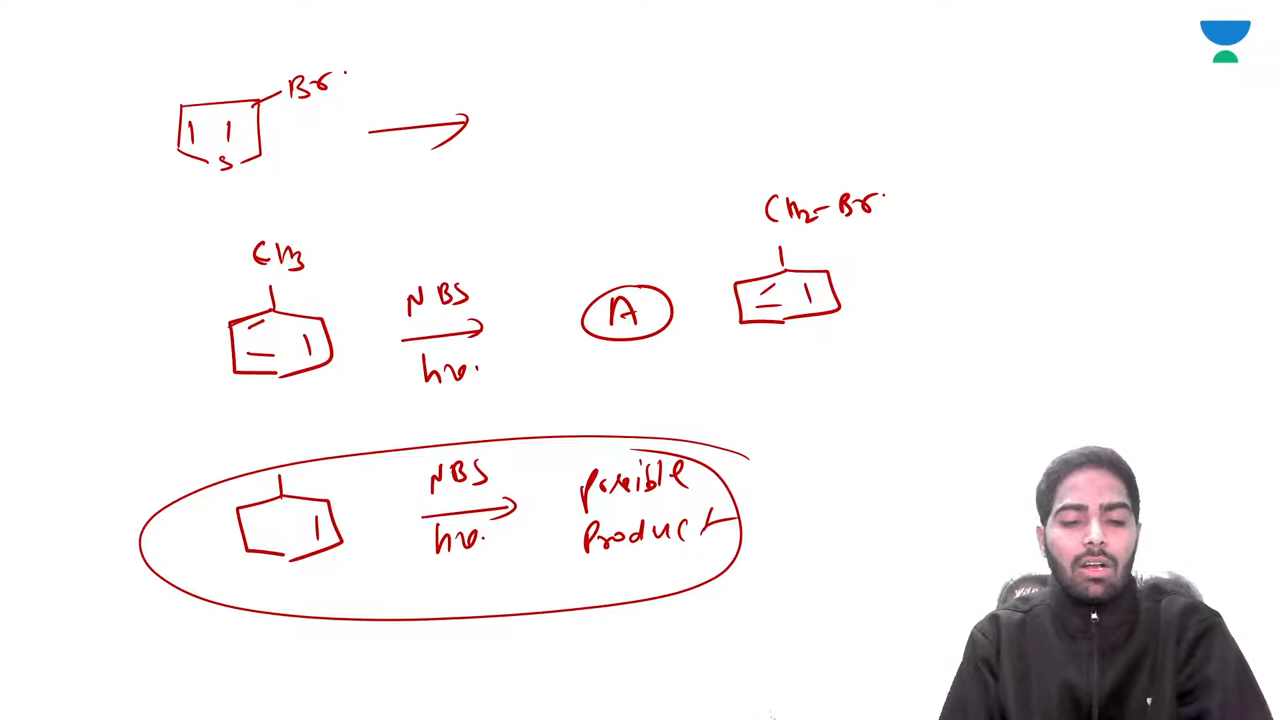 Br
S
CH2-Br
CH3
NBS
A
hν
NBS
possible
hν
Product